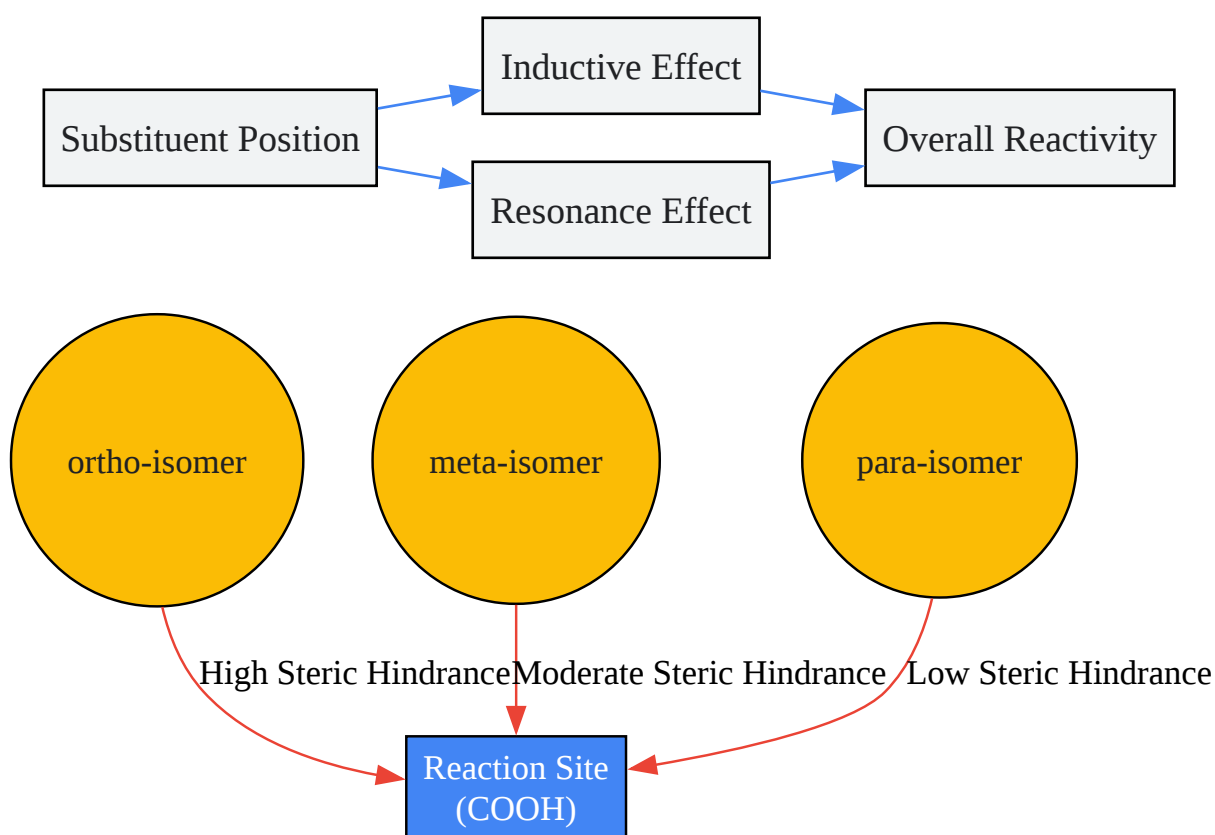 Inductive Effect
Substituent Position
Overall Reactivity
Resonance Effect
ortho-isomer
meta-isomer
para-isomer
High Steric Hindrance
Moderate Steric Hindrance
Low Steric Hindrance
Reaction Site
(COOH)